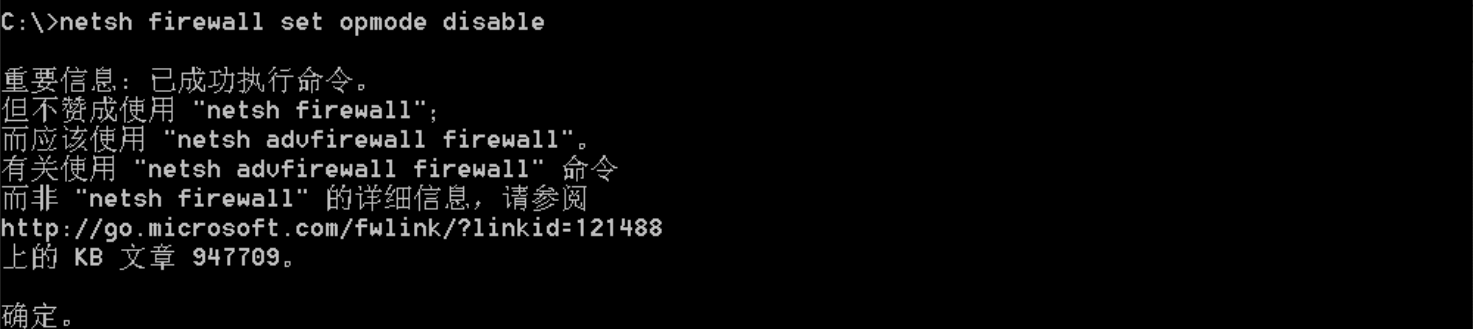 C:\>netsh firewall set opmode disable
重要信息: 已成功执行命令。
但不赞成使用 "netsh firewall";
而应该使用 "netsh advfirewall firewall"。
有关使用 "netsh advfirewall firewall" 命令
而非 "netsh firewall" 的详细信息，请参阅
http://go.microsoft.com/fwlink/?linkid=121488
上的 KB 文章 947709。
确定。